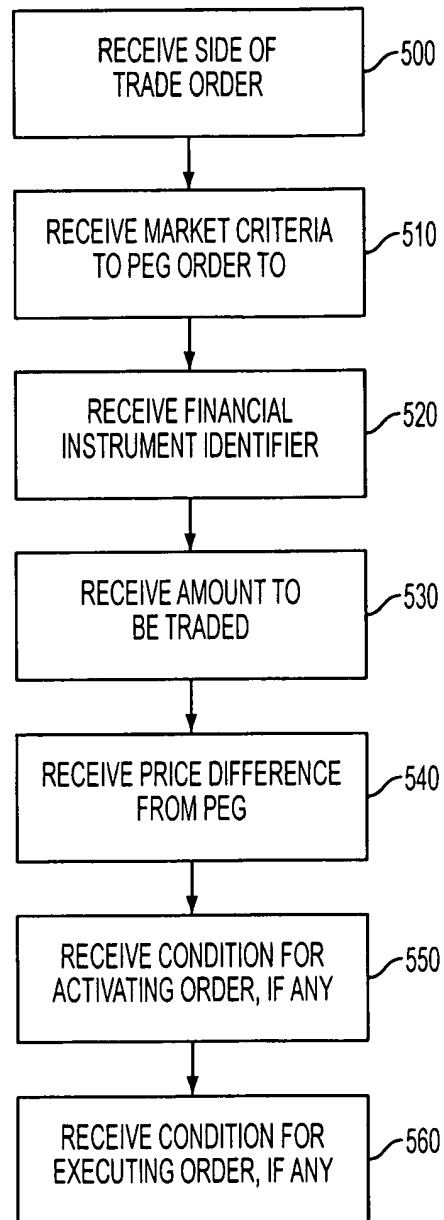 RECEIVE SIDE OF
TRADE ORDER
500
RECEIVE MARKET CRITERIA
TO PEG ORDER TO
510
RECEIVE FINANCIAL
INSTRUMENT IDENTIFIER
520
RECEIVE AMOUNT TO
BE TRADED
530
RECEIVE PRICE DIFFERENCE
FROM PEG
540
RECEIVE CONDITION FOR
ACTIVATING ORDER, IF ANY
550
RECEIVE CONDITION FOR
EXECUTING ORDER, IF ANY
560